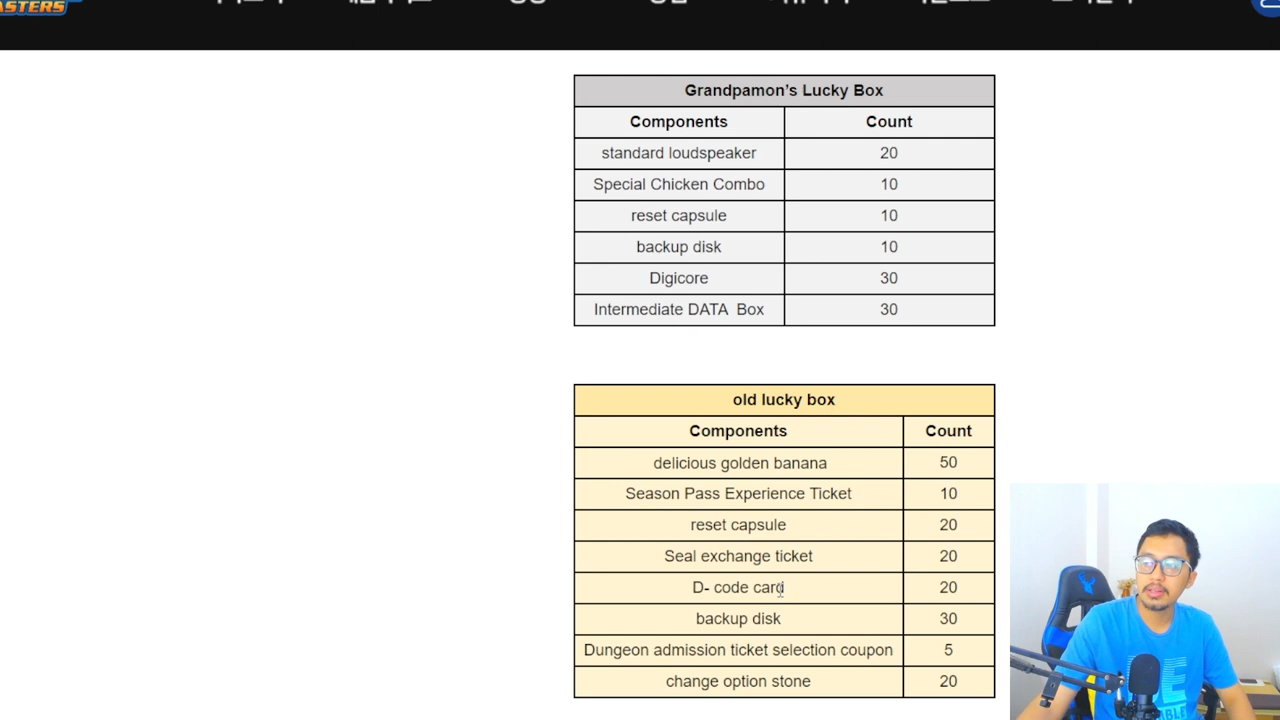 ASTERS
Grandpamon's Lucky Box
Components Count
standard loudspeaker 20
Special Chicken Combo 10
reset capsule 10
backup disk 10
Digicore 30
Intermediate DATA Box 30
old lucky box
Components Count
delicious golden banana 50
Season Pass Experience Ticket 10
reset capsule 20
Seal exchange ticket 20
D- code card 20
backup disk 30
Dungeon admission ticket selection coupon 5
change option stone 20